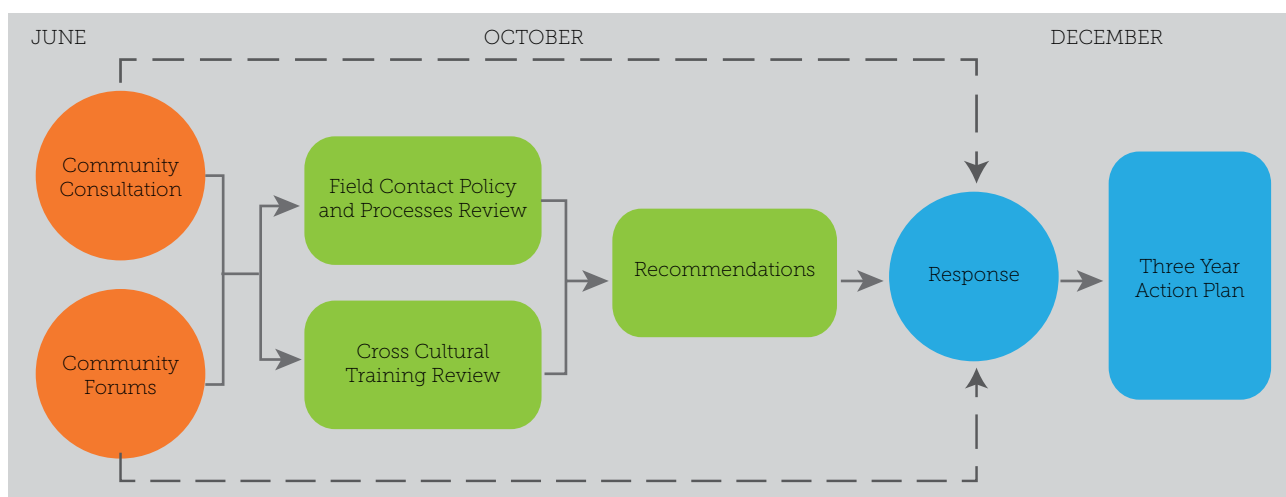 JUNE
OCTOBER
DECEMBER
Community
Consultation
Community
Forums
Field Contact Policy
and Processes Review
Cross Cultural
Training Review
Recommendations
Response
Three Year
Action Plan